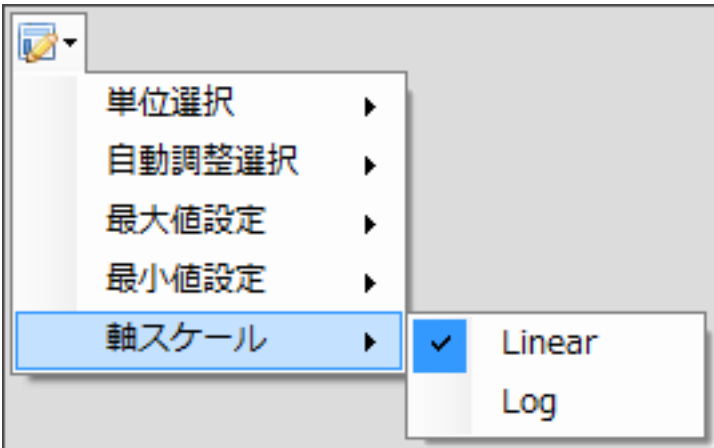 単位選択
自動調整選択
最大値設定
最小値設定
軸スケール
Linear
Log